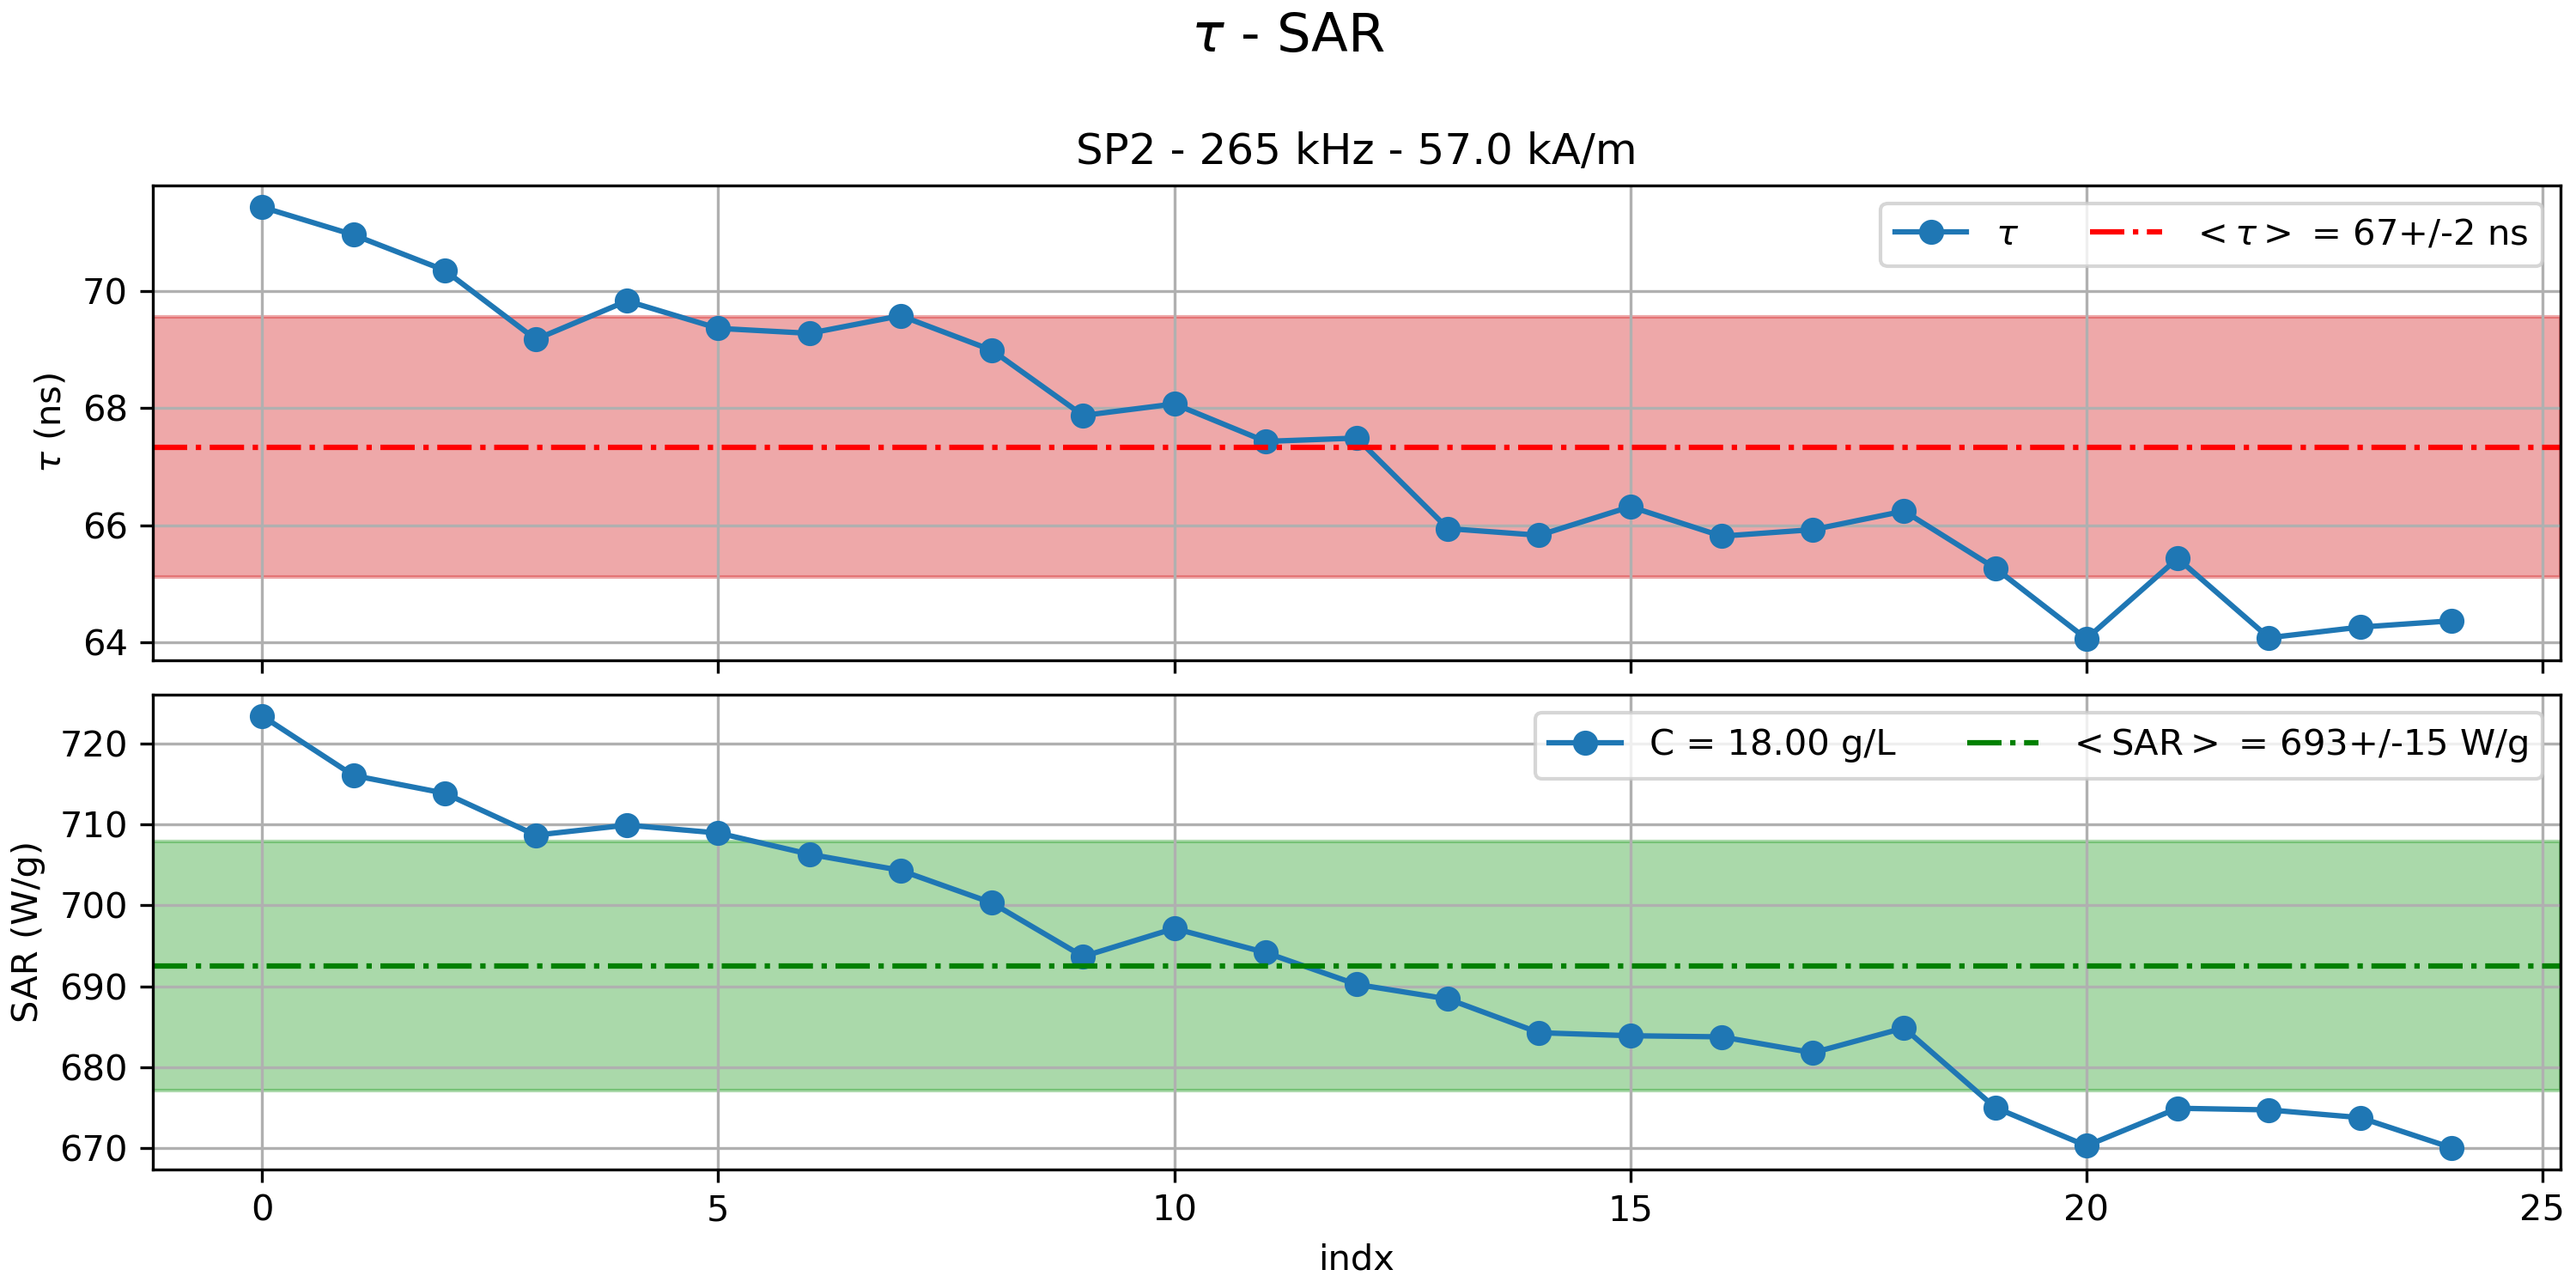 τ - SAR
SP2 - 265 kHz - 57.0 kA/m
τ
<τ> = 67+/-2 ns
τ (ns)
70
68
66
64
C = 18.00 g/L
<SAR> = 693+/-15 W/g
SAR (W/g)
720
710
700
690
680
670
0 5 10 15 20 25
indx